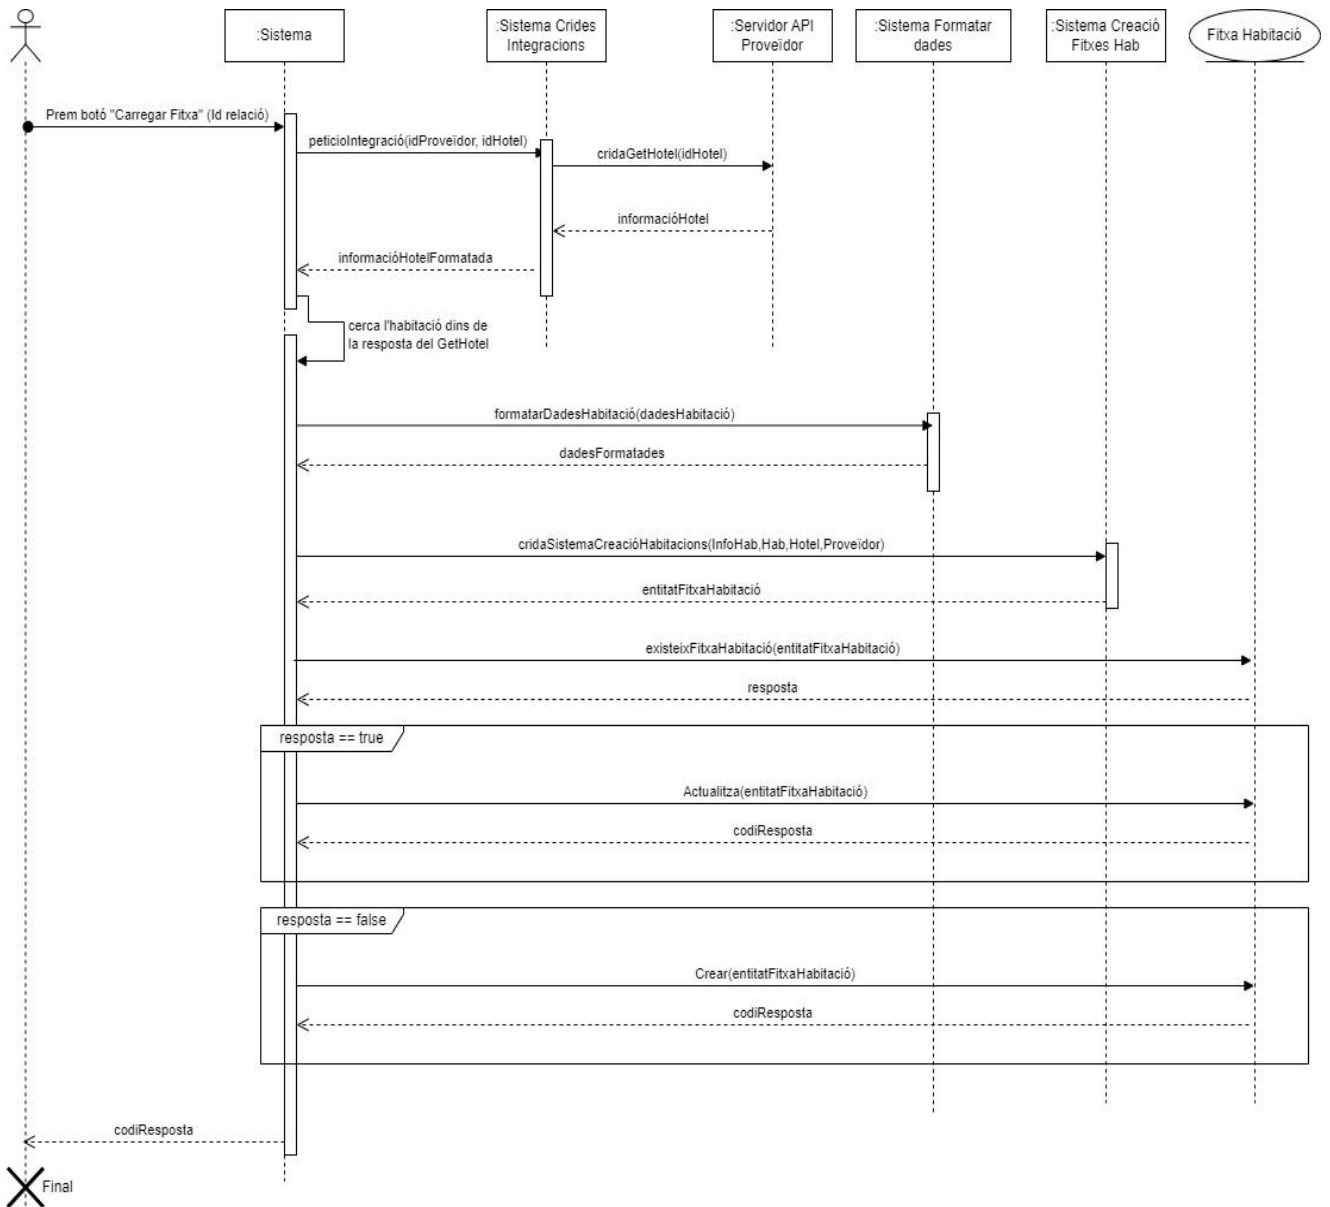 :Sistema
:Sistema Crides
Integracions
:Servidor API
Proveïdor
:Sistema Formatar
dades
:Sistema Creació
Fitxes Hab
Fitxa Habitació
Prem botó "Carregar Fitxa" (Id relació)
peticioIntegració(idProveïdor, idHotel)
cridaGetHotel(idHotel)
informacióHotel
informacióHotelFormatada
cerca l'habitació dins de
la resposta del GetHotel
formatarDadesHabitació(dadesHabitació)
dadesFormatades
cridaSistemaCreacióHabitacions(InfoHab,Hab,Hotel,Proveïdor)
entitatFitxaHabitació
existeixFitxaHabitació(entitatFitxaHabitació)
resposta
resposta == true
Actualitza(entitatFitxaHabitació)
codiResposta
resposta == false
Crear(entitatFitxaHabitació)
codiResposta
codiResposta
Final